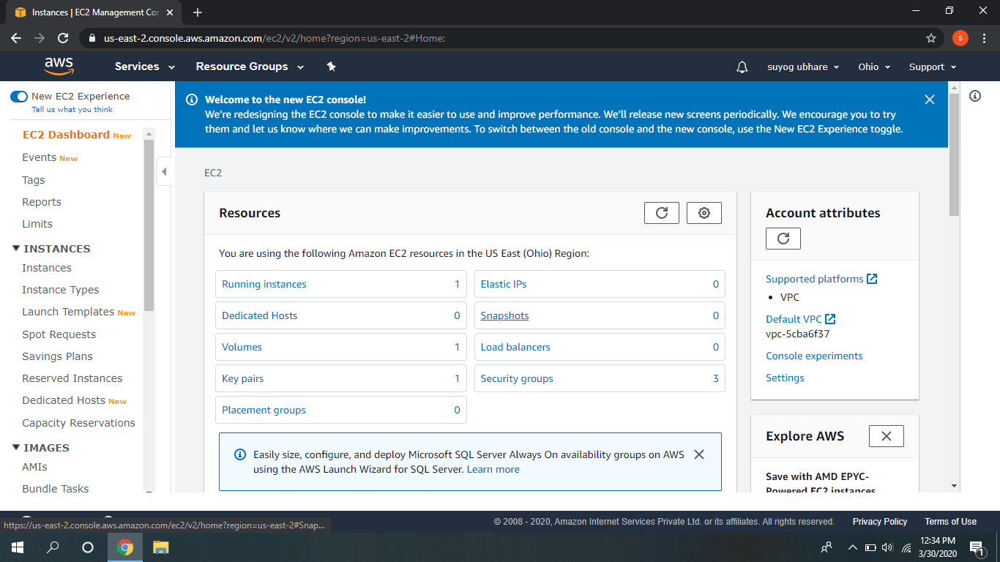 Instances | EC2 Management Con
us-east-2.console.aws.amazon.com/ec2/v2/home?region=us-east-2#Home:
S
aws
Services
Resource Groups
suyog ubhare
Ohio
Support
New EC2 Experience
Tell us what you think
EC2 Dashboard New
Events New
Tags
Reports
Limits
INSTANCES
Instances
Instance Types
Launch Templates New
Spot Requests
Savings Plans
Reserved Instances
Dedicated Hosts New
Capacity Reservations
IMAGES
AMIs
Bundle Tasks
Welcome to the new EC2 console!
We're redesigning the EC2 console to make it easier to use and improve performance. We'll release new screens periodically. We encourage you to try
them and let us know where we can make improvements. To switch between the old console and the new console, use the New EC2 Experience toggle.
EC2
Resources
You are using the following Amazon EC2 resources in the US East (Ohio) Region:
Running instances 1
Elastic IPs 0
Dedicated Hosts 0
Snapshots 0
Volumes 1
Load balancers 0
Key pairs 1
Security groups 3
Placement groups 0
Easily size, configure, and deploy Microsoft SQL Server Always On availability groups on AWS
using the AWS Launch Wizard for SQL Server. Learn more
Account attributes
Supported platforms
• VPC
Default VPC
vpc-5cba6f37
Console experiments
Settings
Explore AWS
Save with AMD EPYC-
Powered EC2 instances
https://us-east-2.console.aws.amazon.com/ec2/v2/home?region=us-east-2#Snap...
© 2008 - 2020, Amazon Internet Services Private Ltd. or its affiliates. All rights reserved.
Privacy Policy
Terms of Use
12:34 PM
3/30/2020
1